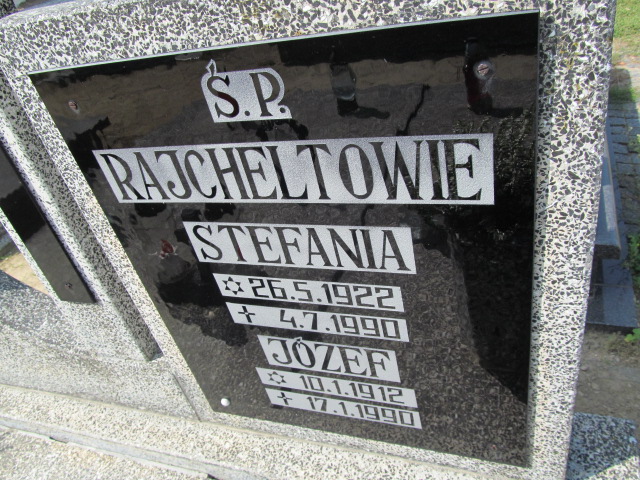 Ś.P.
RAJCHELTOWIE
STEFANIA
✡ 26.5.1922
✝ 4.7.1990
JÓZEF
✡ 10.1.1912
✝ 17.1.1990